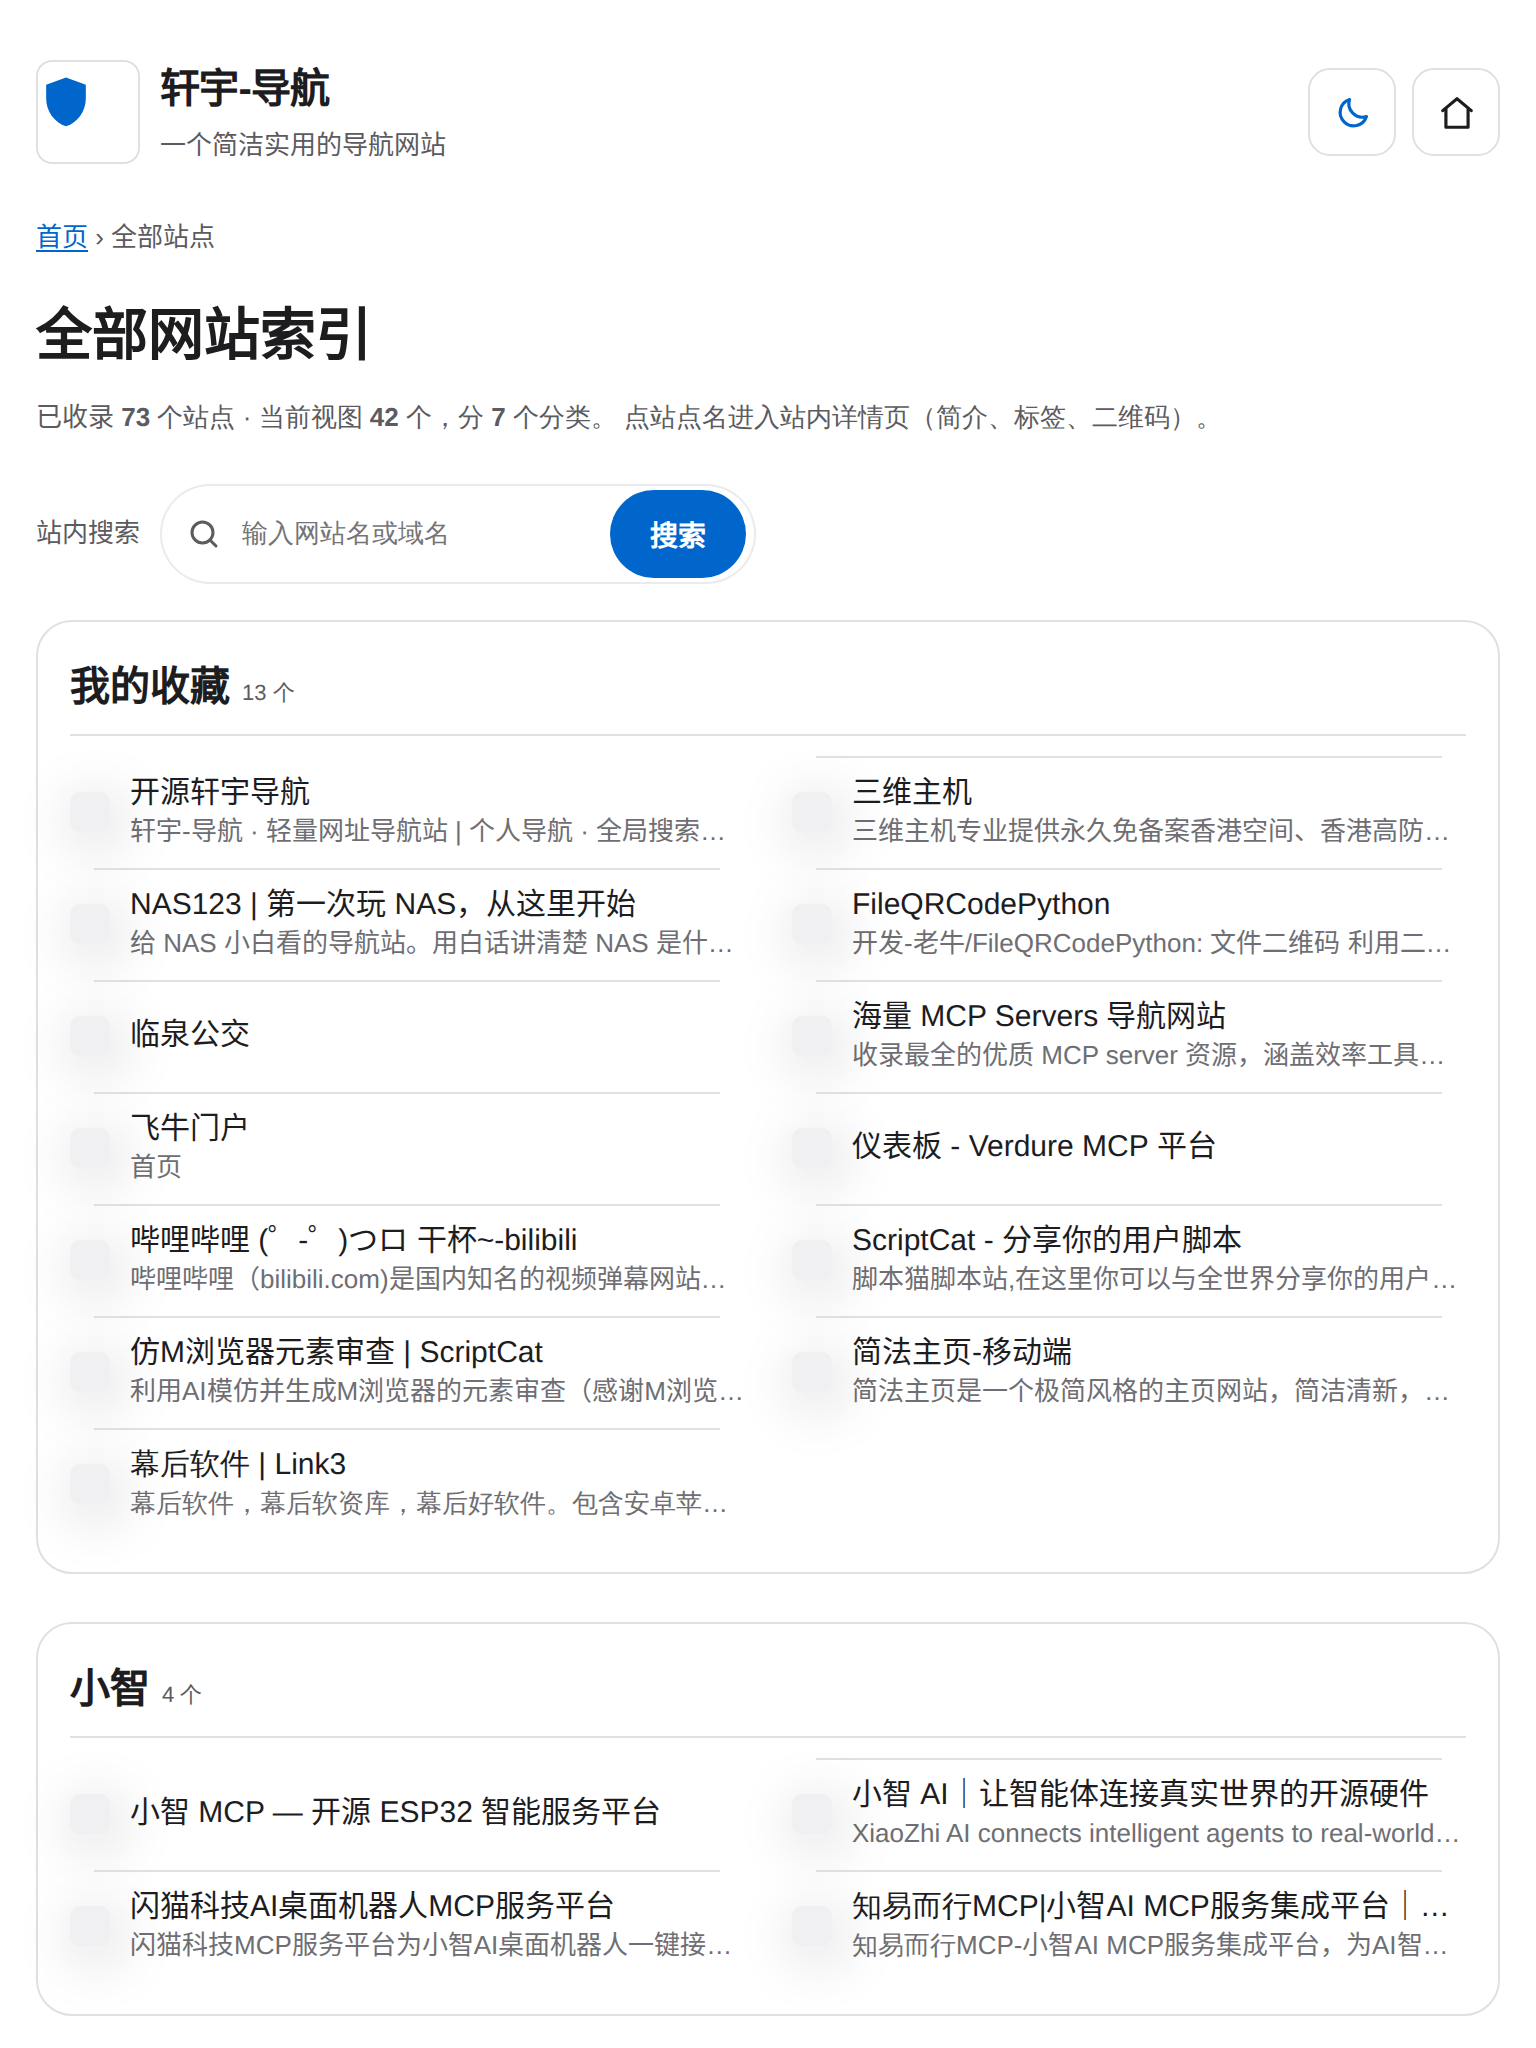 轩宇-导航
一个简洁实用的导航网站
首页 › 全部站点
全部网站索引
已收录 73 个站点 · 当前视图 42 个，分 7 个分类。 点站点名进入站内详情页（简介、标签、二维码）。
站内搜索
输入网站名或域名
搜索
我的收藏 13 个
开源轩宇导航
轩宇-导航 · 轻量网址导航站 | 个人导航 · 全局搜索…
三维主机
三维主机专业提供永久免备案香港空间、香港高防…
NAS123 | 第一次玩 NAS，从这里开始
给 NAS 小白看的导航站。用白话讲清楚 NAS 是什…
FileQRCodePython
开发-老牛/FileQRCodePython: 文件二维码 利用二…
临泉公交
海量 MCP Servers 导航网站
收录最全的优质 MCP server 资源，涵盖效率工具…
飞牛门户
首页
仪表板 - Verdure MCP 平台
哔哩哔哩 (゜-゜)つロ 干杯~-bilibili
哔哩哔哩（bilibili.com)是国内知名的视频弹幕网站…
ScriptCat - 分享你的用户脚本
脚本猫脚本站,在这里你可以与全世界分享你的用户…
仿M浏览器元素审查 | ScriptCat
利用AI模仿并生成M浏览器的元素审查（感谢M浏览…
简法主页-移动端
简法主页是一个极简风格的主页网站，简洁清新，…
幕后软件 | Link3
幕后软件，幕后软资库，幕后好软件。包含安卓苹…
小智 4 个
小智 MCP — 开源 ESP32 智能服务平台
小智 AI｜让智能体连接真实世界的开源硬件
XiaoZhi AI connects intelligent agents to real-world…
闪猫科技AI桌面机器人MCP服务平台
闪猫科技MCP服务平台为小智AI桌面机器人一键接…
知易而行MCP|小智AI MCP服务集成平台｜…
知易而行MCP-小智AI MCP服务集成平台，为AI智…